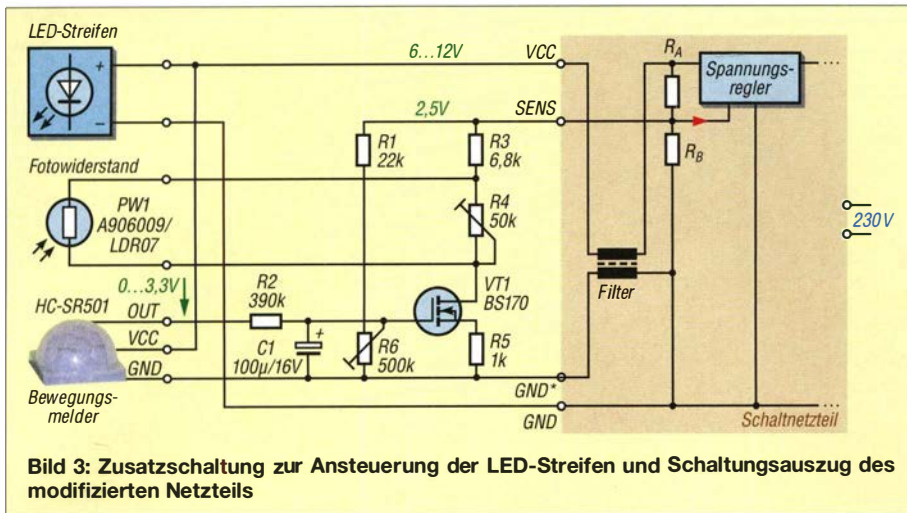 LED-Streifen
+
−
6...12V
VCC
R_A
Spannungs-
regler
2,5V
SENS
R1
22k
R3
6,8k
R_B
Fotowiderstand
PW1
A906009/
LDR07
R4
50k
230V
0...3,3V
HC-SR501
OUT
VCC
GND
R2
390k
+
C1
100µ/16V
R6
500k
VT1
BS170
R5
1k
Filter
GND*
GND
Bewegungs-
melder
Schaltnetzteil
Bild 3: Zusatzschaltung zur Ansteuerung der LED-Streifen und Schaltungsauszug des
modifizierten Netzteils